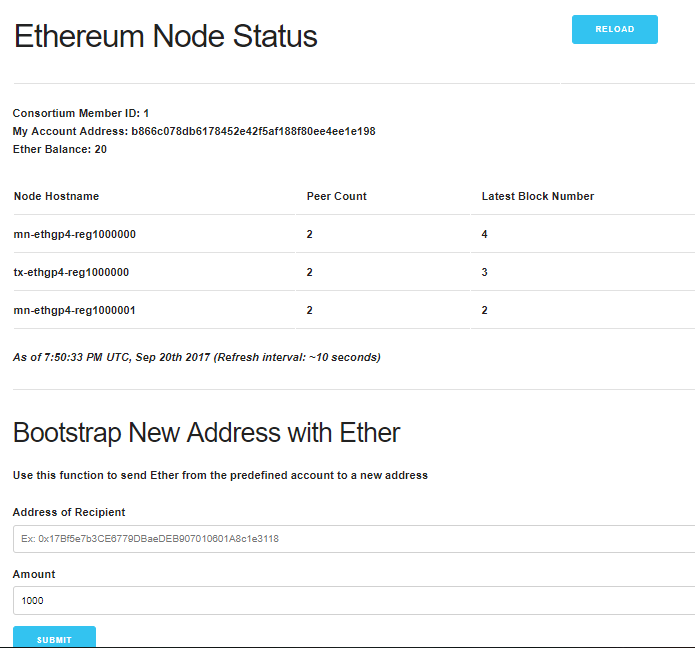 Ethereum Node Status
RELOAD
Consortium Member ID: 1
My Account Address: b866c078db6178452e42f5af188f80ee4ee1e198
Ether Balance: 20
Node Hostname Peer Count Latest Block Number
mn-ethgp4-reg1000000 2 4
tx-ethgp4-reg1000000 2 3
mn-ethgp4-reg1000001 2 2
As of 7:50:33 PM UTC, Sep 20th 2017 (Refresh interval: ~10 seconds)
Bootstrap New Address with Ether
Use this function to send Ether from the predefined account to a new address
Address of Recipient
Ex: 0x17Bf5e7b3CE6779DBaeDEB907010601A8c1e3118
Amount
1000
SUBMIT